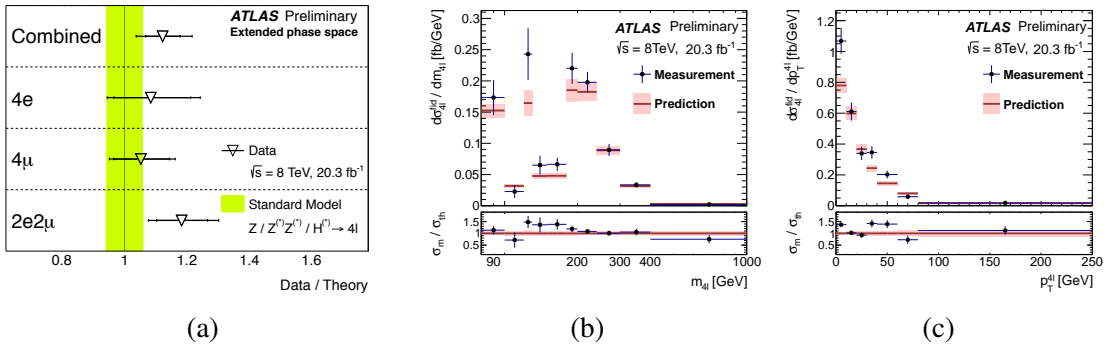 ATLAS Preliminary
Extended phase space
Combined
4e
4μ
2e2μ
Data
√s = 8 TeV, 20.3 fb⁻¹
Standard Model
Z / Z⁽*⁾Z⁽*⁾ / H⁽*⁾→ 4l
0.8 1 1.2 1.4 1.6
Data / Theory
(a)
ATLAS Preliminary
√s = 8TeV, 20.3 fb⁻¹
Measurement
Prediction
dσ₄ₗᶠⁱᵈ / dm₄ₗ [fb/GeV]
0.3
0.25
0.2
0.15
0.1
0.05
0
σₘ / σₜₕ
1.5
1
0.5
90 200 300 400 1000
m₄ₗ [GeV]
(b)
ATLAS Preliminary
√s = 8TeV, 20.3 fb⁻¹
Measurement
Prediction
dσ₄ₗᶠⁱᵈ / dp_T⁴ˡ [fb/GeV]
1.2
1
0.8
0.6
0.4
0.2
0
σₘ / σₜₕ
1.5
1
0.5
0 50 100 150 200 250
p_T⁴ˡ [GeV]
(c)